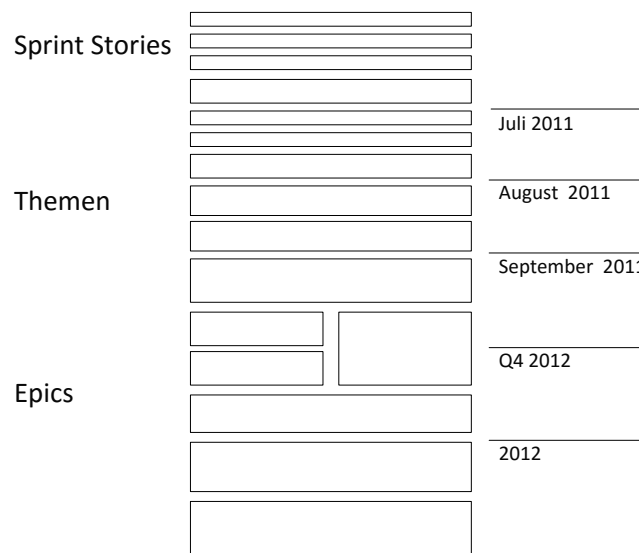 Sprint Stories
Juli 2011
Themen
August 2011
September 2011
Q4 2012
Epics
2012